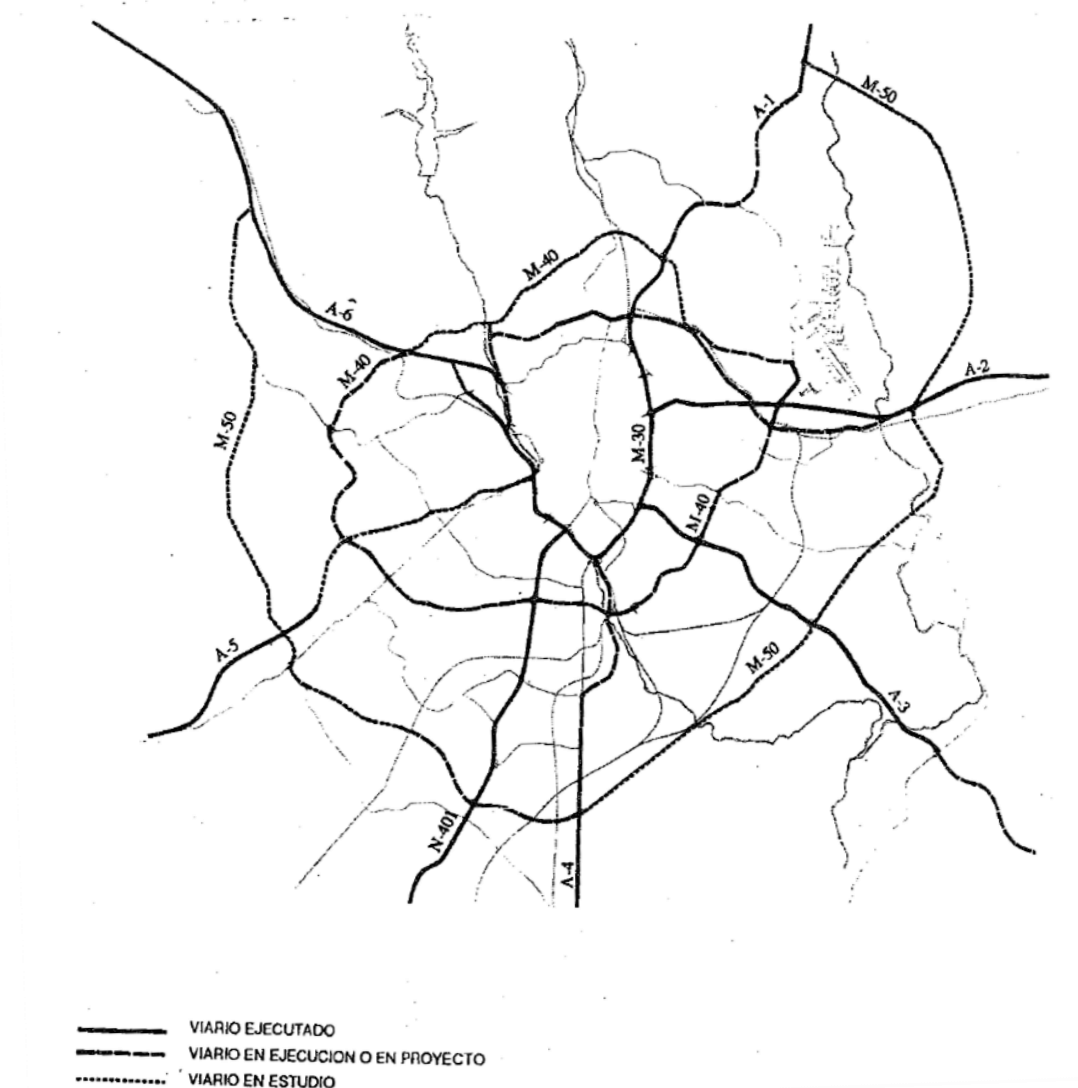 M-50
A-1
M-40
A-6
M-40
A-2
M-50
M-30
M-40
A-5
M-50
A-3
N-401
A-4
VIARIO EJECUTADO
VIARIO EN EJECUCION O EN PROYECTO
VIARIO EN ESTUDIO